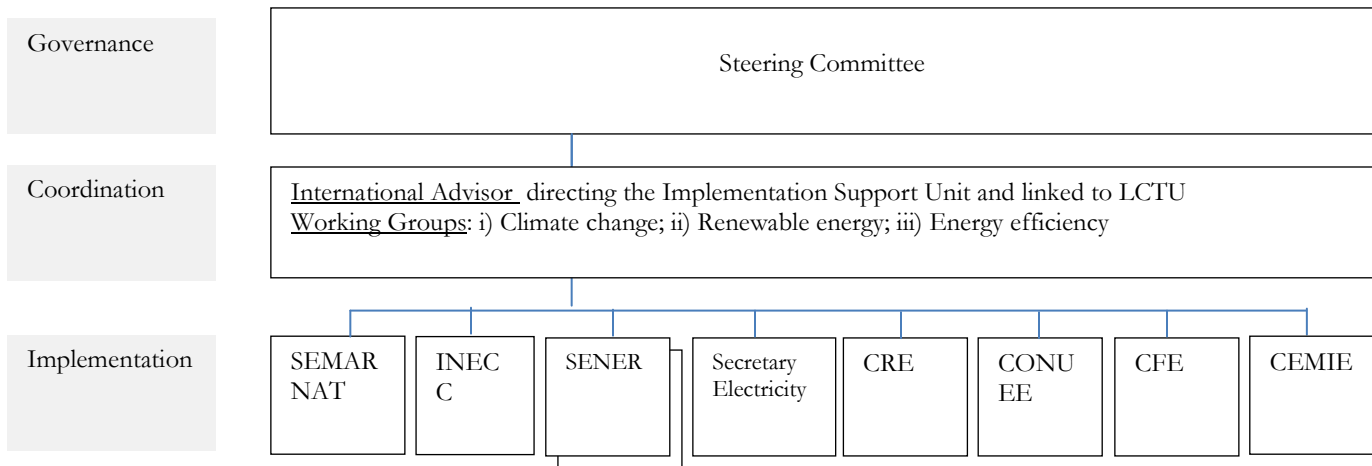 Governance
Steering Committee
Coordination
International Advisor directing the Implementation Support Unit and linked to LCTU
Working Groups: i) Climate change; ii) Renewable energy; iii) Energy efficiency
Implementation
SEMAR
NAT
INEC
C
SENER
Secretary
Electricity
CRE
CONU
EE
CFE
CEMIE